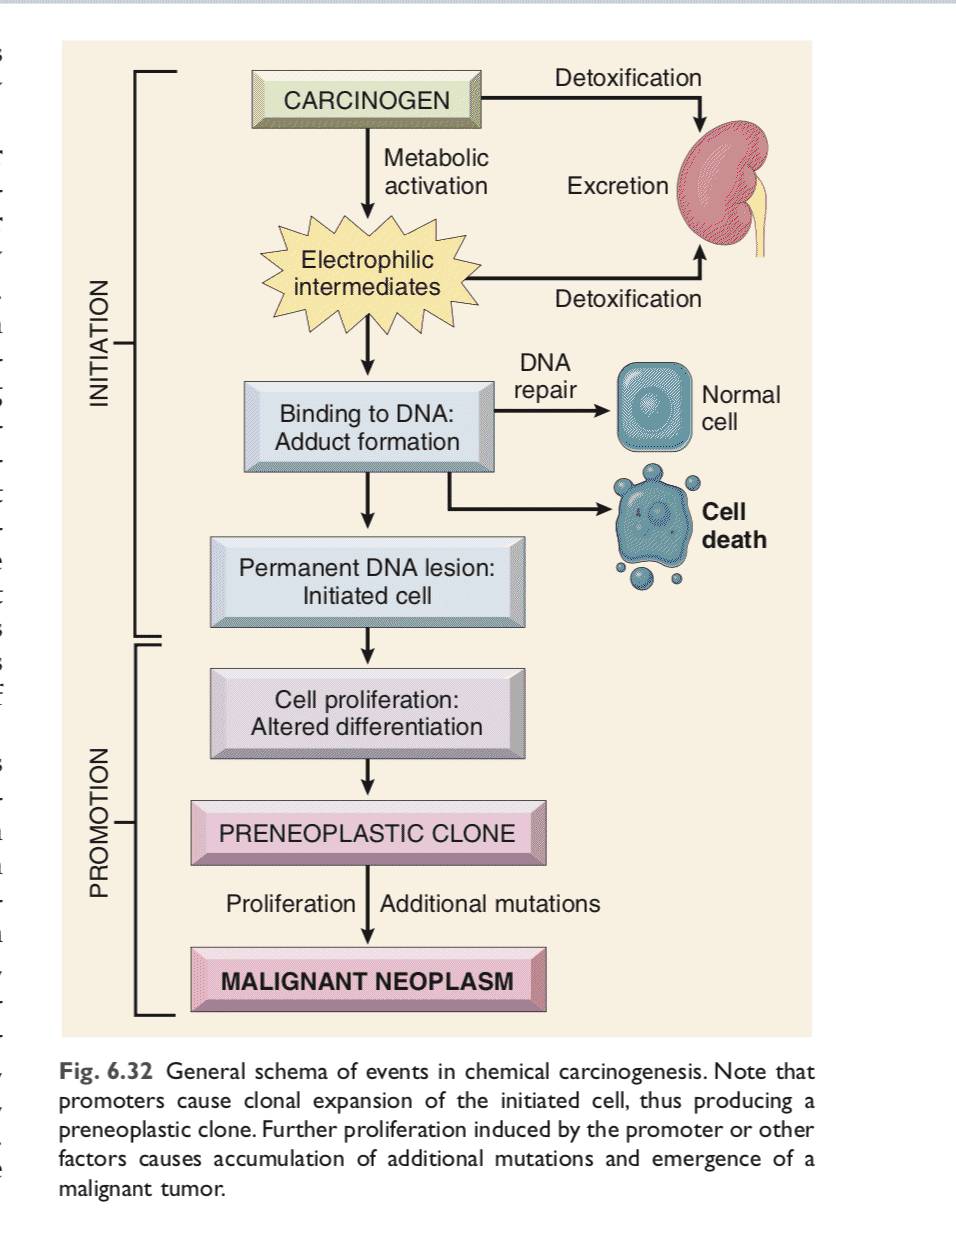 CARCINOGEN
Detoxification
Metabolic
activation
Excretion
Electrophilic
intermediates
Detoxification
INITIATION
DNA
repair
Binding to DNA:
Adduct formation
Normal
cell
Cell
death
Permanent DNA lesion:
Initiated cell
Cell proliferation:
Altered differentiation
PROMOTION
PRENEOPLASTIC CLONE
Proliferation
Additional mutations
MALIGNANT NEOPLASM
Fig. 6.32 General schema of events in chemical carcinogenesis. Note that
promoters cause clonal expansion of the initiated cell, thus producing a
preneoplastic clone. Further proliferation induced by the promoter or other
factors causes accumulation of additional mutations and emergence of a
malignant tumor.